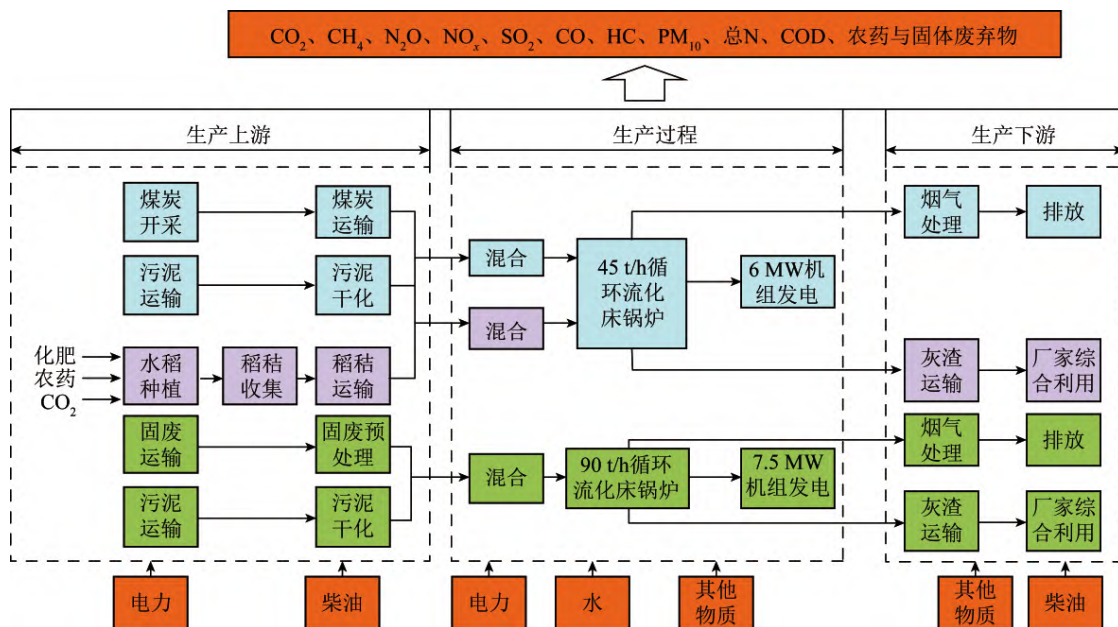 CO₂、CH₄、N₂O、NOₓ、SO₂、CO、HC、PM₁₀、总N、COD、农药与固体废弃物
生产上游
生产过程
生产下游
煤炭
开采
煤炭
运输
污泥
运输
污泥
干化
化肥
农药
CO₂
水稻
种植
稻秸
收集
稻秸
运输
固废
运输
固废预
处理
污泥
运输
污泥
干化
混合
混合
45 t/h循
环流化
床锅炉
6 MW机
组发电
混合
90 t/h循环
流化床锅炉
7.5 MW
机组发电
烟气
处理
排放
灰渣
运输
厂家综
合利用
烟气
处理
排放
灰渣
运输
厂家综
合利用
电力
柴油
电力
水
其他
物质
其他
物质
柴油